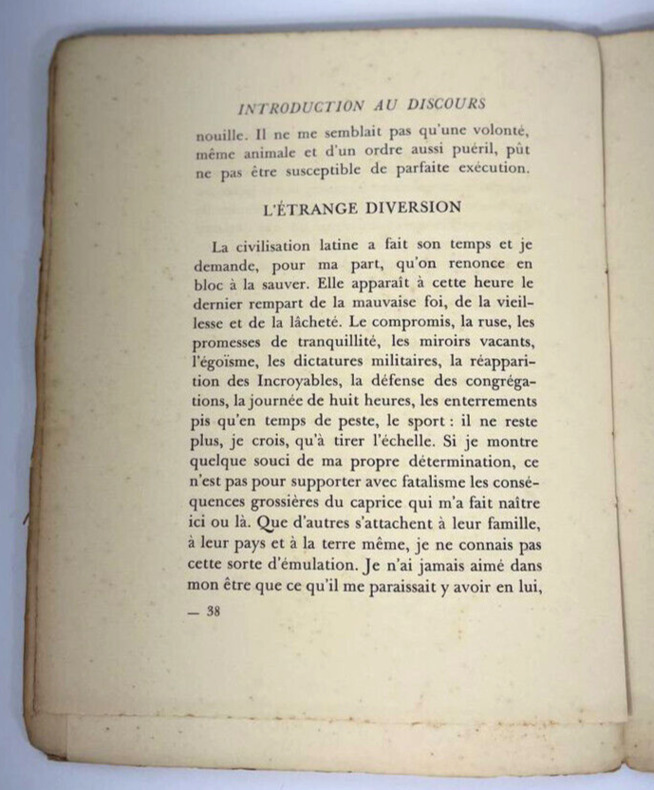 INTRODUCTION AU DISCOURS
nouille. Il ne me semblait pas qu'une volonté,
même animale et d'un ordre aussi puéril, pût
ne pas être susceptible de parfaite exécution.
L'ÉTRANGE DIVERSION
La civilisation latine a fait son temps et je
demande, pour ma part, qu'on renonce en
bloc à la sauver. Elle apparaît à cette heure le
dernier rempart de la mauvaise foi, de la vieil-
lesse et de la lâcheté. Le compromis, la ruse, les
promesses de tranquillité, les miroirs vacants,
l'égoïsme, les dictatures militaires, la réappari-
tion des Incroyables, la défense des congréga-
tions, la journée de huit heures, les enterrements
pis qu'en temps de peste, le sport : il ne reste
plus, je crois, qu'à tirer l'échelle. Si je montre
quelque souci de ma propre détermination, ce
n'est pas pour supporter avec fatalisme les consé-
quences grossières du caprice qui m'a fait naître
ici ou là. Que d'autres s'attachent à leur famille,
à leur pays et à la terre même, je ne connais pas
cette sorte d'émulation. Je n'ai jamais aimé dans
mon être que ce qu'il me paraissait y avoir en lui,
— 38